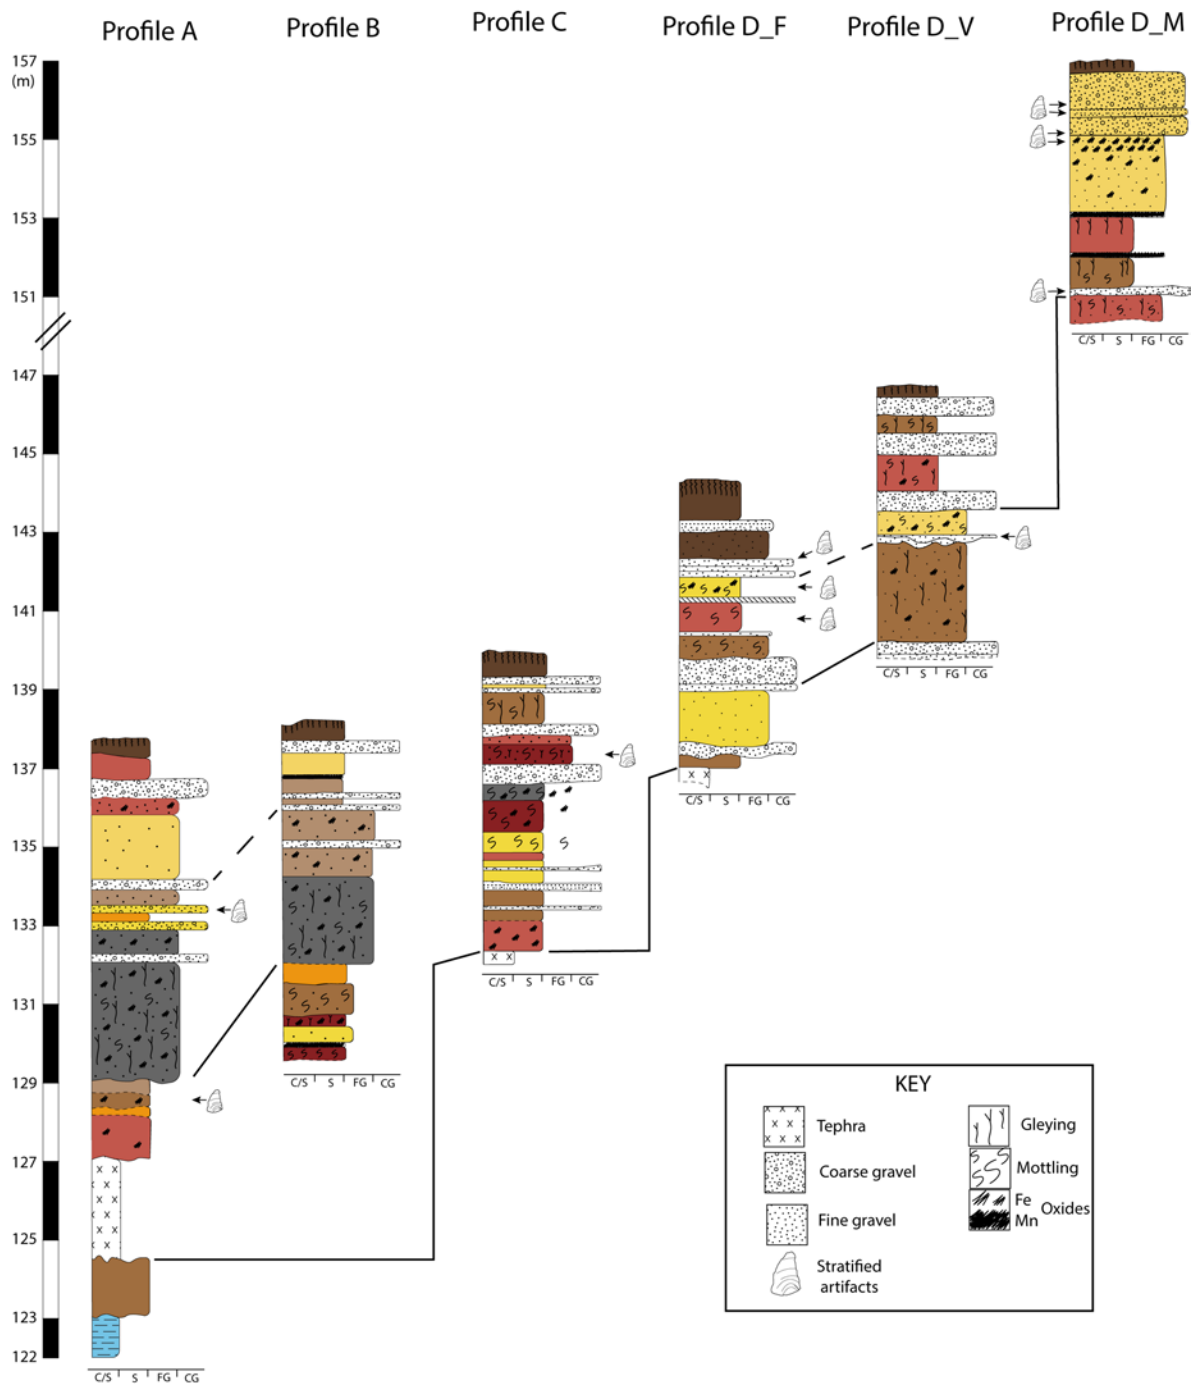 Profile A
Profile B
Profile C
Profile D_F
Profile D_V
Profile D_M
157
(m)
155
153
151
147
145
143
141
139
137
135
133
131
129
127
125
123
122
C/S S FG CG
C/S S FG CG
C/S S FG CG
C/S S FG CG
C/S S FG CG
C/S S FG CG
KEY
Tephra
Coarse gravel
Fine gravel
Stratified
artifacts
Gleying
Mottling
Fe
Mn
Oxides